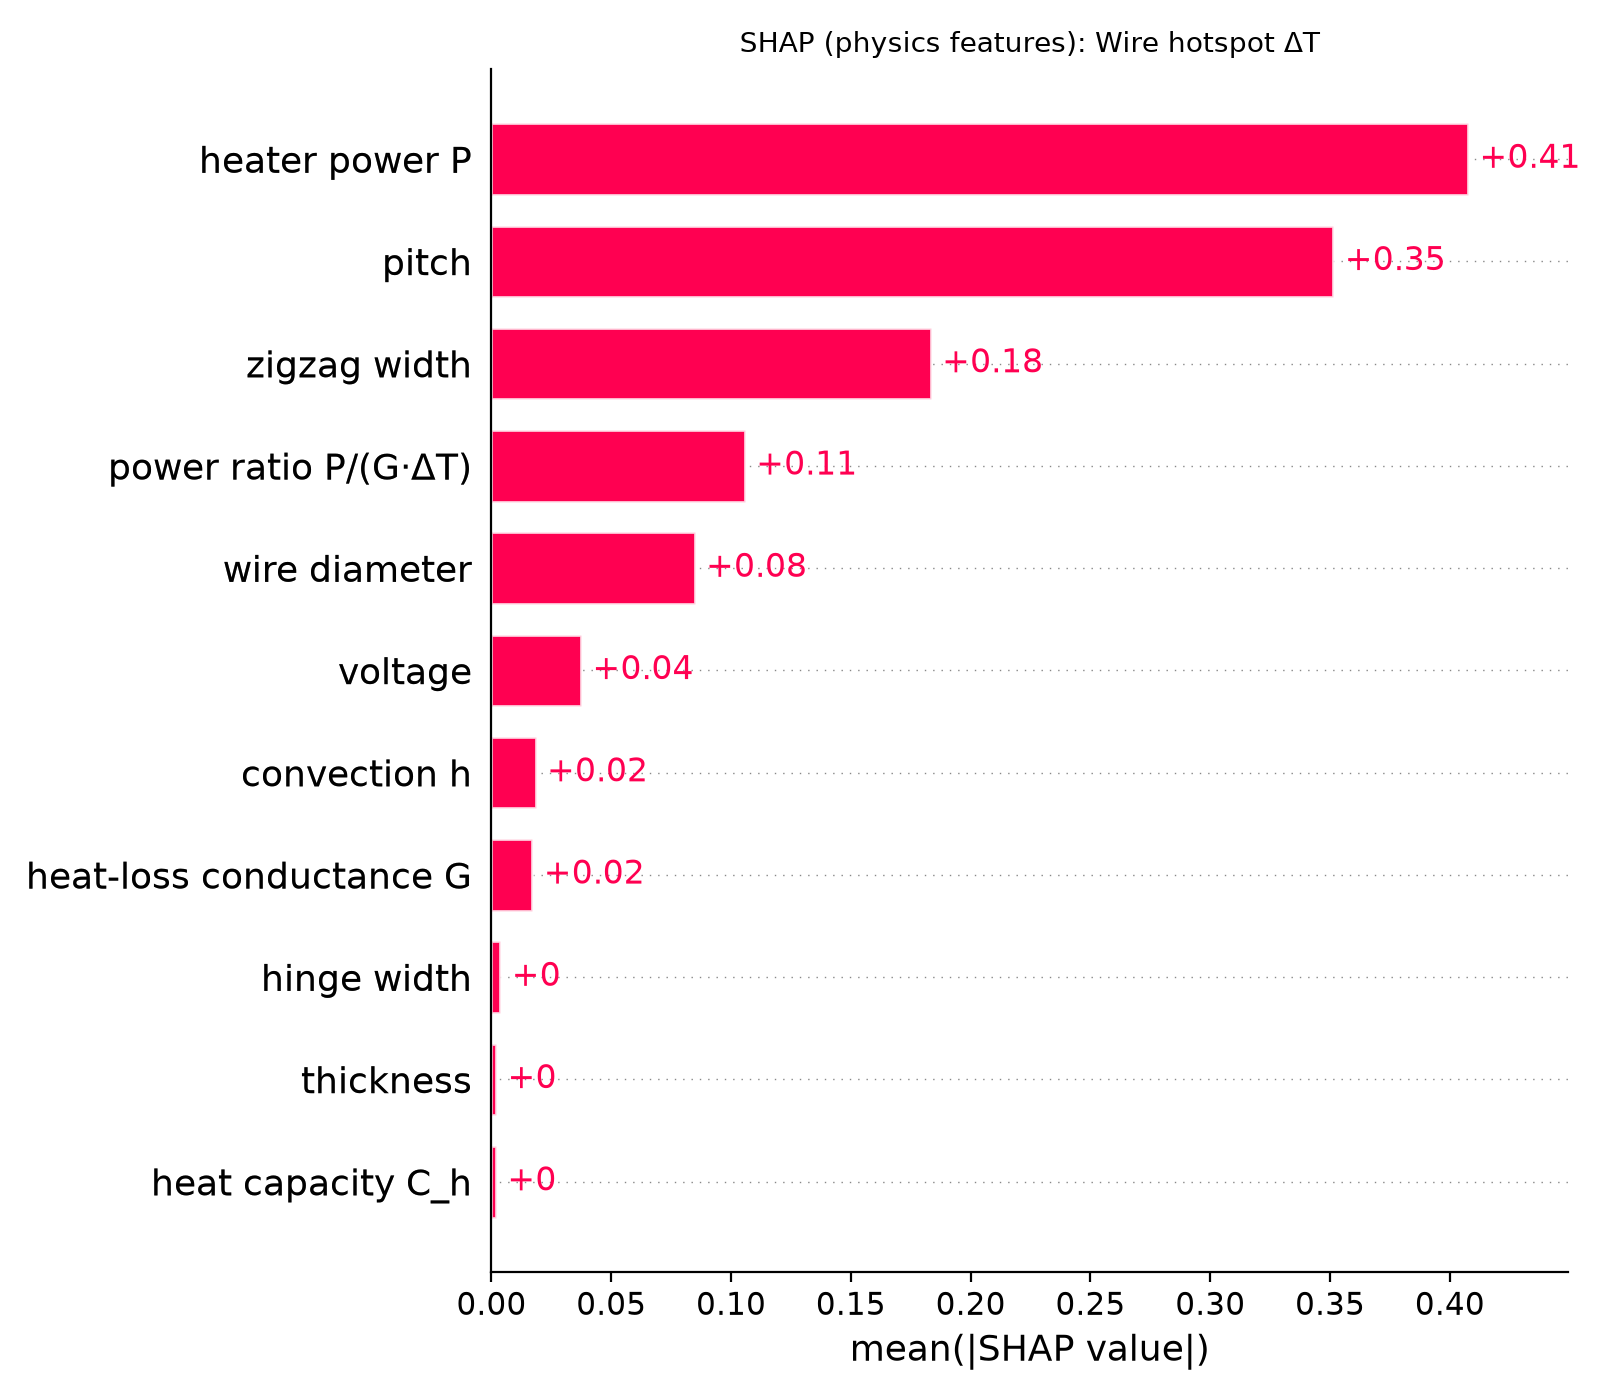 SHAP (physics features): Wire hotspot ΔT
heater power P
+0.41
pitch
+0.35
zigzag width
+0.18
power ratio P/(G·ΔT)
+0.11
wire diameter
+0.08
voltage
+0.04
convection h
+0.02
heat-loss conductance G
+0.02
hinge width
+0
thickness
+0
heat capacity C_h
+0
0.00 0.05 0.10 0.15 0.20 0.25 0.30 0.35 0.40
mean(|SHAP value|)